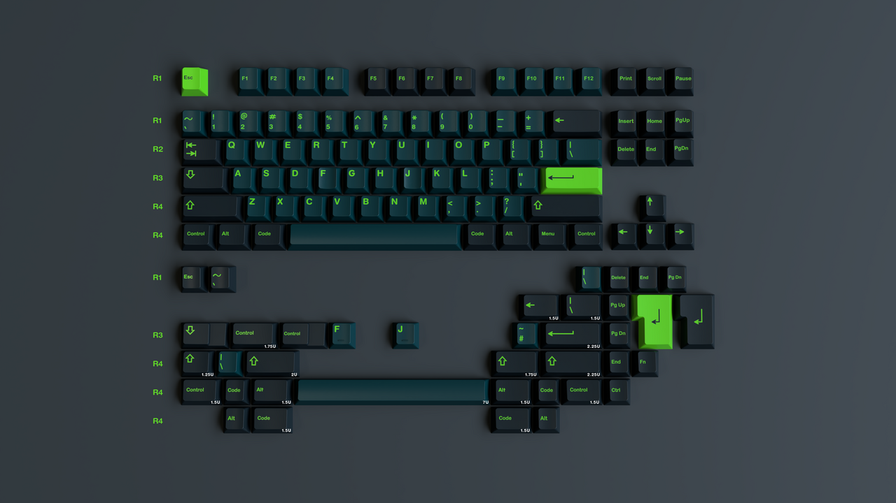 R1 Esc F1 F2 F3 F4 F5 F6 F7 F8 F9 F10 F11 F12 Print Scroll Pause
R1 ~ ` ! 1 @ 2 # 3 $ 4 % 5 ^ 6 & 7 * 8 ( 9 ) 0 _ - + = ← Insert Home PgUp
R2 Q W E R T Y U I O P { [ } ] | \ Delete End PgDn
R3 A S D F G H J K L : ; " '
R4 Z X C V B N M < , > . ? / ↑
R4 Control Alt Code Code Alt Menu Control ← ↓ →
R1 Esc ~ ` | \ Delete End Pg Dn
← 1.5U | \ 1.5U Pg Up
R3 Control 1.75U Control F J ~ # 2.25U Pg Dn
R4 1.25U | \ 2U 1.75U 2.25U End Fn
R4 Control 1.5U Code Alt 1.5U 7U Alt 1.5U Code Control 1.5U Ctrl
R4 Alt Code 1.5U Code 1.5U Alt